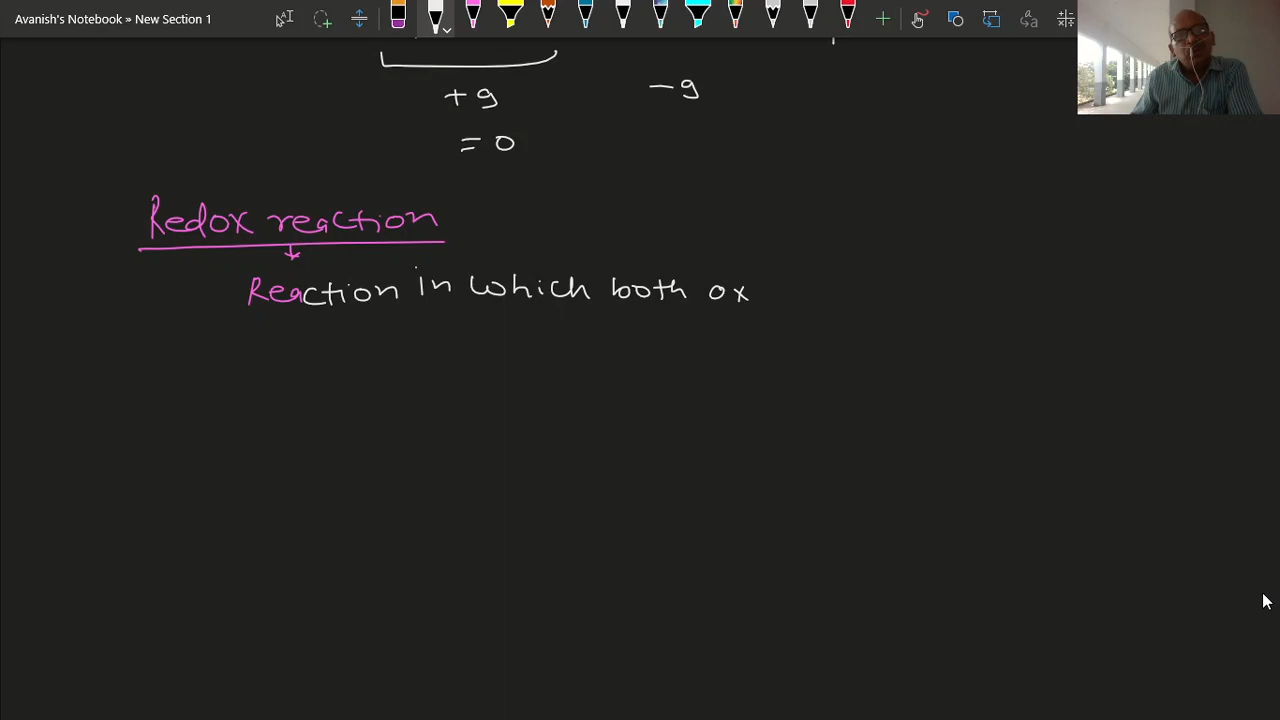 Avanish's Notebook » New Section 1
+9 -9
= 0
Redox reaction
Reaction in which both ox